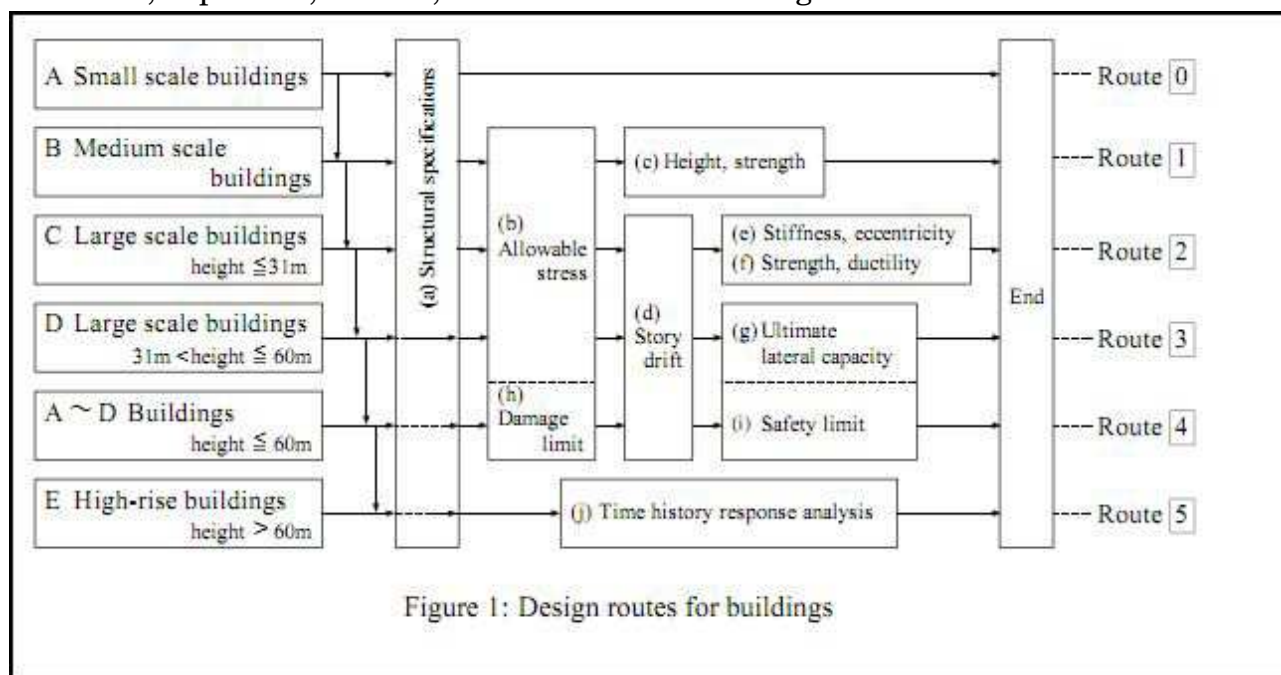 A Small scale buildings
B Medium scale
buildings
C Large scale buildings
height ≦31m
D Large scale buildings
31m <height ≦ 60m
A ~ D Buildings
height ≦ 60m
E High-rise buildings
height > 60m
(a) Structural specifications
(b)
Allowable
stress
(h)
Damage
limit
(c) Height, strength
(d)
Story
drift
(e) Stiffness, eccentricity
(f) Strength, ductility
(g) Ultimate
lateral capacity
(i) Safety limit
(j) Time history response analysis
End
Route 0
Route 1
Route 2
Route 3
Route 4
Route 5
Figure 1: Design routes for buildings